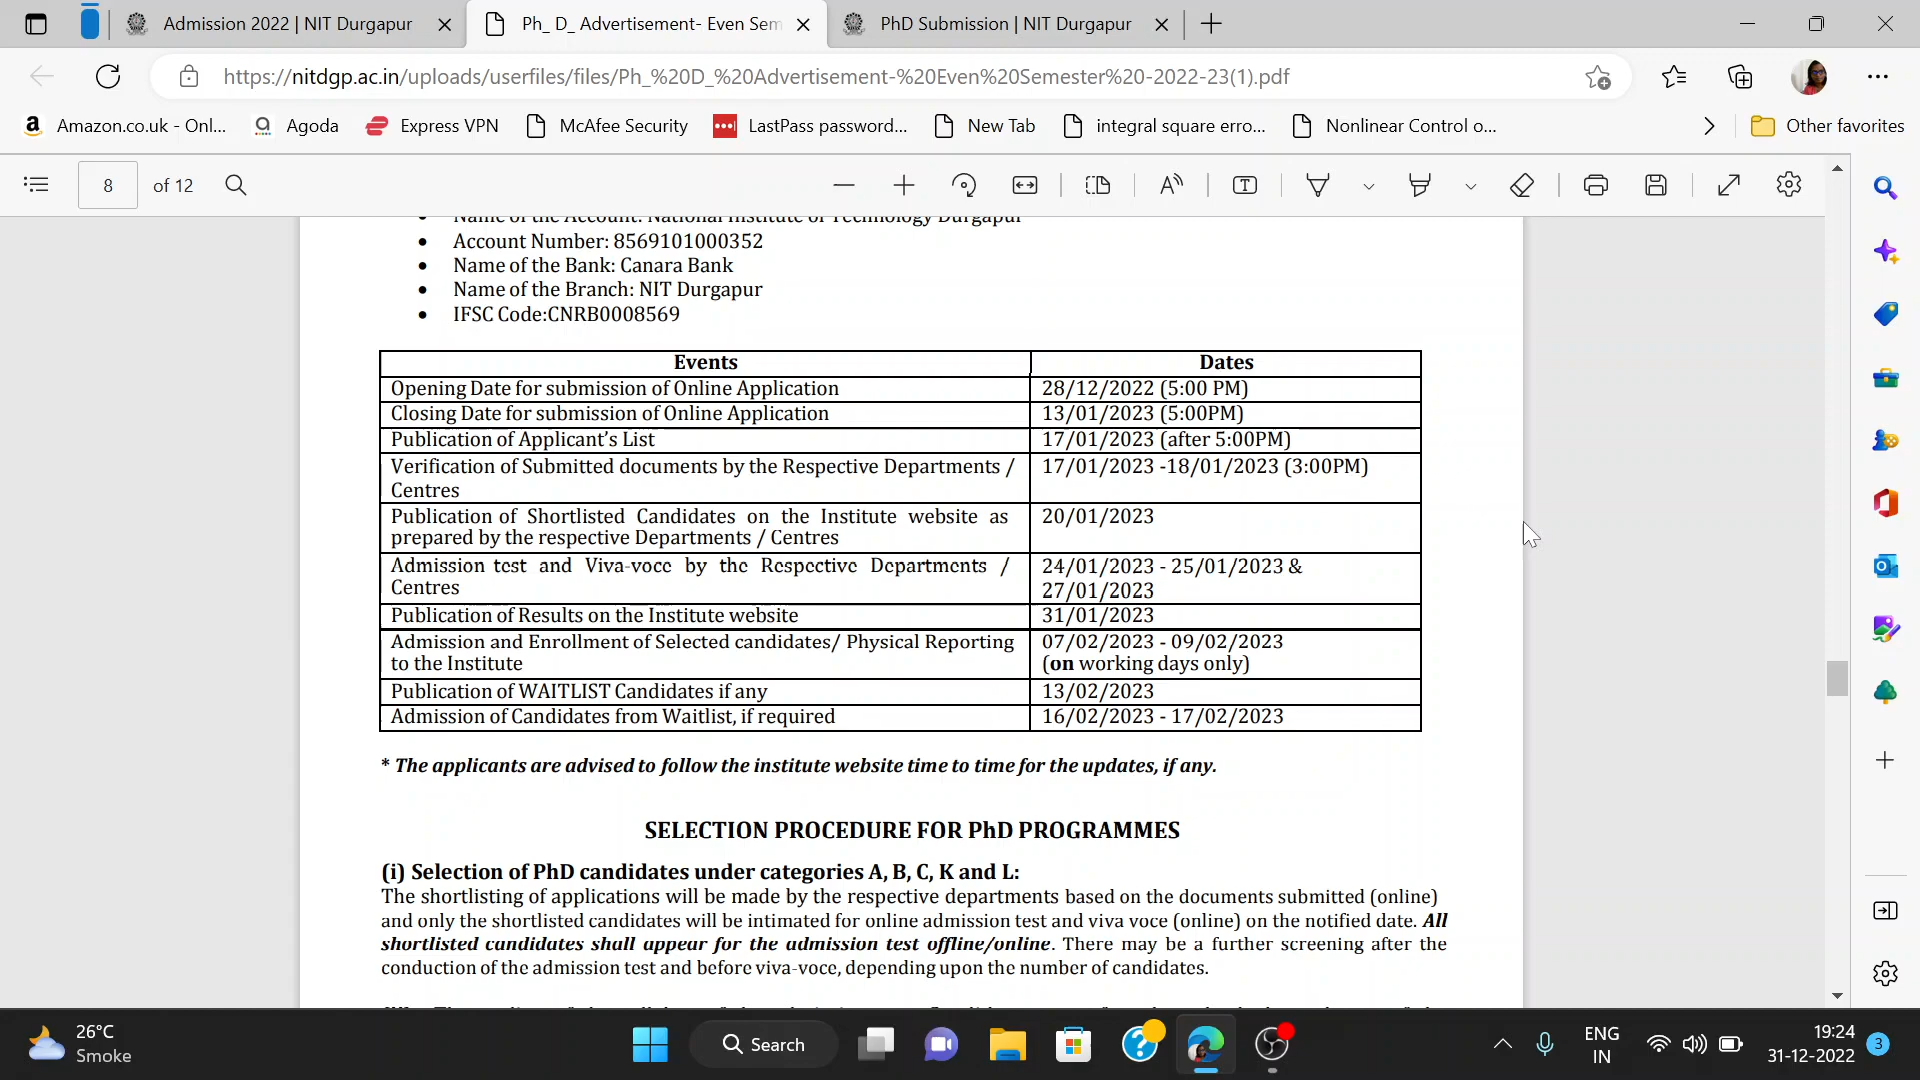 Admission 2022 | NIT Durgapur
Ph_ D_ Advertisement- Even Sem
PhD Submission | NIT Durgapur
https://nitdgp.ac.in/uploads/userfiles/files/Ph_%20D_%20Advertisement-%20Even%20Semester%20-2022-23(1).pdf
Amazon.co.uk - Onl...
Agoda
Express VPN
McAfee Security
LastPass password...
New Tab
integral square erro...
Nonlinear Control o...
Other favorites
8 of 12
Name of the Account: National Institute of Technology Durgapur
• Account Number: 8569101000352
• Name of the Bank: Canara Bank
• Name of the Branch: NIT Durgapur
• IFSC Code:CNRB0008569
Events Dates
Opening Date for submission of Online Application 28/12/2022 (5:00 PM)
Closing Date for submission of Online Application 13/01/2023 (5:00PM)
Publication of Applicant's List 17/01/2023 (after 5:00PM)
Verification of Submitted documents by the Respective Departments / 17/01/2023 -18/01/2023 (3:00PM)
Centres
Publication of Shortlisted Candidates on the Institute website as 20/01/2023
prepared by the respective Departments / Centres
Admission test and Viva-voce by the Respective Departments / 24/01/2023 - 25/01/2023 &
Centres 27/01/2023
Publication of Results on the Institute website 31/01/2023
Admission and Enrollment of Selected candidates/ Physical Reporting 07/02/2023 - 09/02/2023
to the Institute (on working days only)
Publication of WAITLIST Candidates if any 13/02/2023
Admission of Candidates from Waitlist, if required 16/02/2023 - 17/02/2023
* The applicants are advised to follow the institute website time to time for the updates, if any.
SELECTION PROCEDURE FOR PhD PROGRAMMES
(i) Selection of PhD candidates under categories A, B, C, K and L:
The shortlisting of applications will be made by the respective departments based on the documents submitted (online)
and only the shortlisted candidates will be intimated for online admission test and viva voce (online) on the notified date. All
shortlisted candidates shall appear for the admission test offline/online. There may be a further screening after the
conduction of the admission test and before viva-voce, depending upon the number of candidates.
26°C
Smoke
Search
ENG
IN
19:24
31-12-2022
3